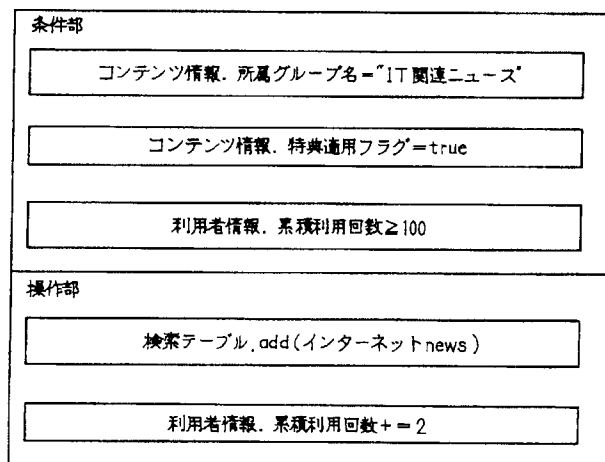 条件部
コンテンツ情報．所属グループ名＝"IT関連ニュース"
コンテンツ情報．特典適用フラグ＝true
利用者情報．累積利用回数≧100
操作部
検索テーブル．add(インターネットnews)
利用者情報．累積利用回数＋＝2